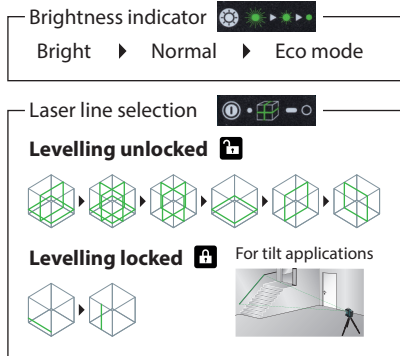 Brightness indicator
Bright Normal Eco mode
Laser line selection
Levelling unlocked
Levelling locked
For tilt applications